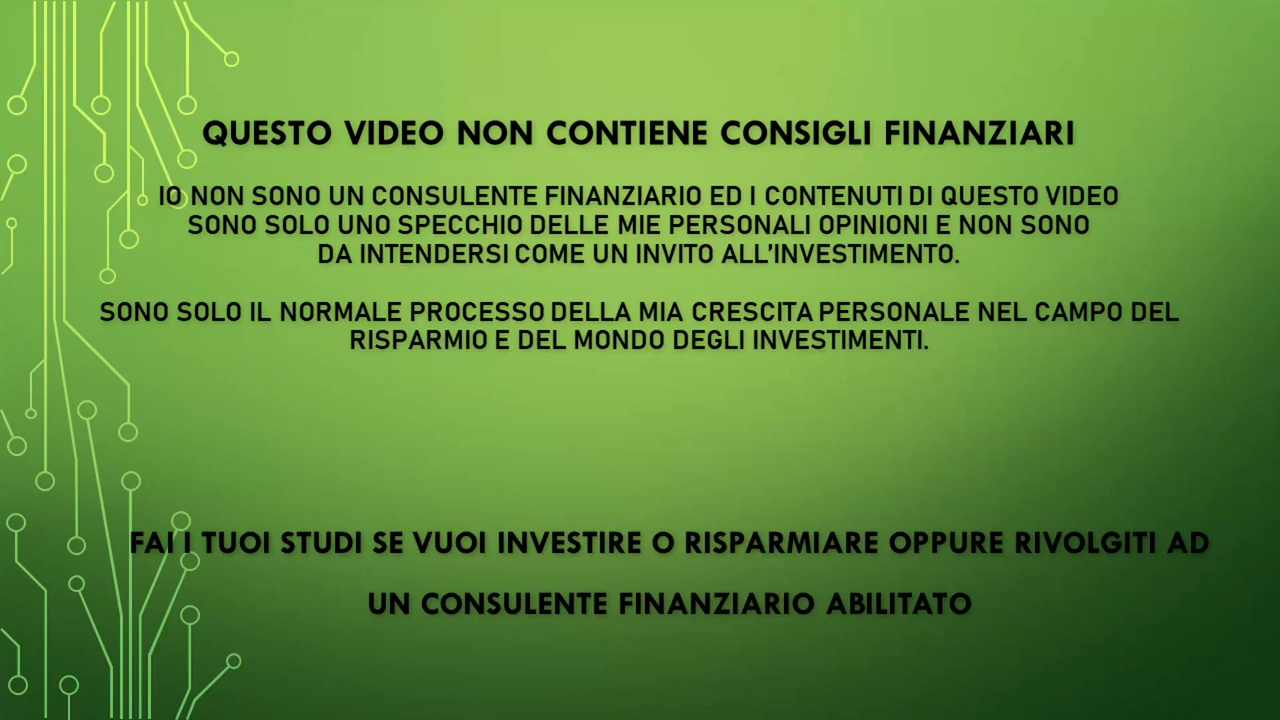 QUESTO VIDEO NON CONTIENE CONSIGLI FINANZIARI
IO NON SONO UN CONSULENTE FINANZIARIO ED I CONTENUTI DI QUESTO VIDEO
SONO SOLO UNO SPECCHIO DELLE MIE PERSONALI OPINIONI E NON SONO
DA INTENDERSI COME UN INVITO ALL'INVESTIMENTO.
SONO SOLO IL NORMALE PROCESSO DELLA MIA CRESCITA PERSONALE NEL CAMPO DEL
RISPARMIO E DEL MONDO DEGLI INVESTIMENTI.
FAI I TUOI STUDI SE VUOI INVESTIRE O RISPARMIARE OPPURE RIVOLGITI AD
UN CONSULENTE FINANZIARIO ABILITATO